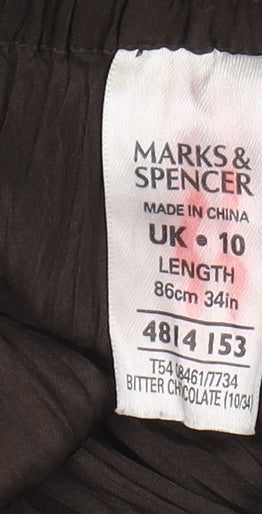 MARKS &
SPENCER
MADE IN CHINA
UK • 10
LENGTH
86cm 34in
4814 153
T54 8461/7734
BITTER CHOCOLATE (10/34)